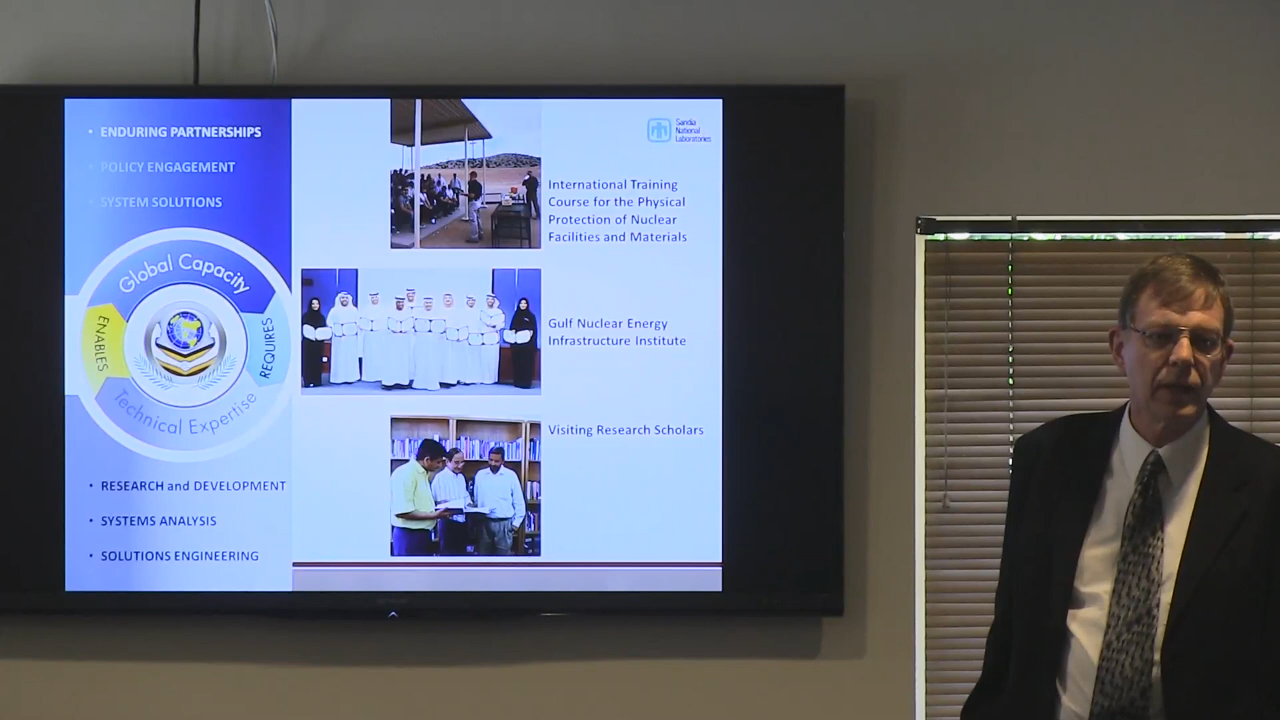 ENDURING PARTNERSHIPS
POLICY ENGAGEMENT
SYSTEM SOLUTIONS
Global Capacity
ENABLES
REQUIRES
Technical Expertise
RESEARCH and DEVELOPMENT
SYSTEMS ANALYSIS
SOLUTIONS ENGINEERING
Sandia
National
Laboratories
International Training
Course for the Physical
Protection of Nuclear
Facilities and Materials
Gulf Nuclear Energy
Infrastructure Institute
Visiting Research Scholars